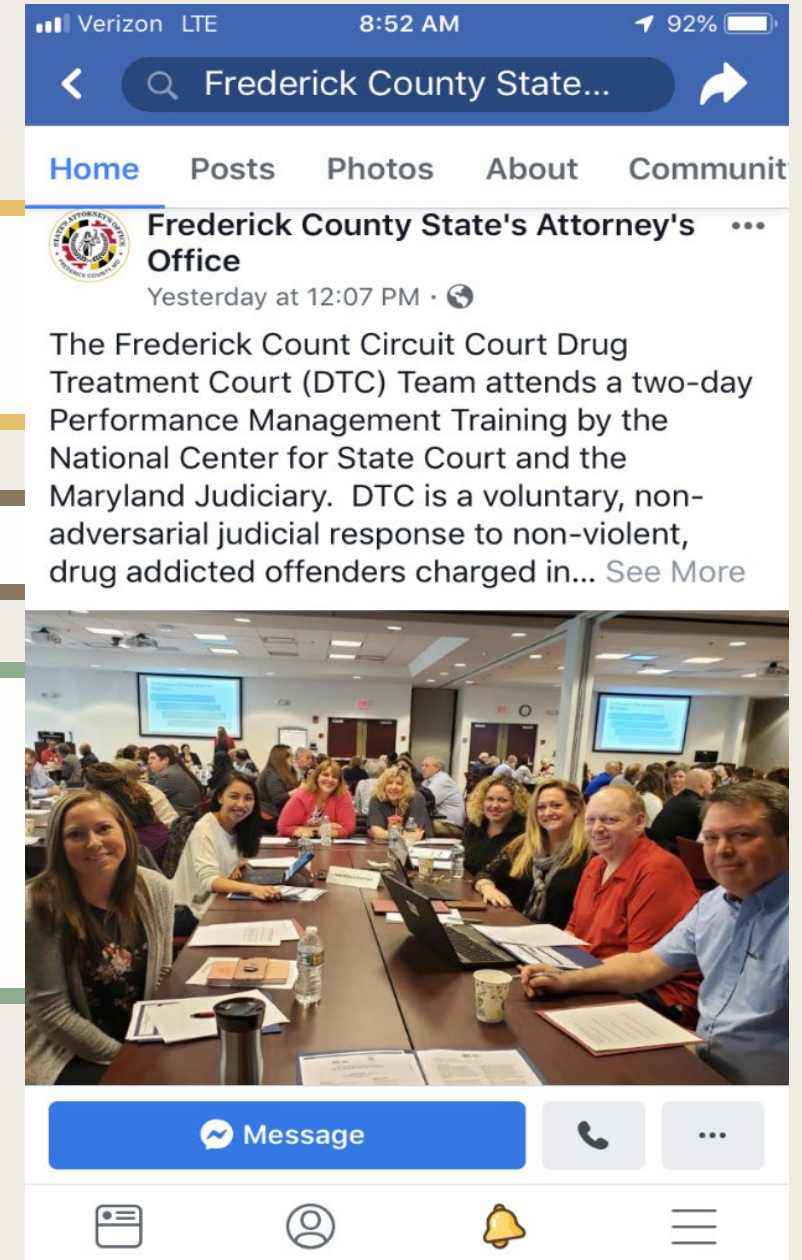 Verizon LTE 8:52 AM 92%
Frederick County State...
Home Posts Photos About Communit
Frederick County State's Attorney's
Office
Yesterday at 12:07 PM ·
The Frederick Count Circuit Court Drug
Treatment Court (DTC) Team attends a two-day
Performance Management Training by the
National Center for State Court and the
Maryland Judiciary. DTC is a voluntary, non-
adversarial judicial response to non-violent,
drug addicted offenders charged in... See More
Message